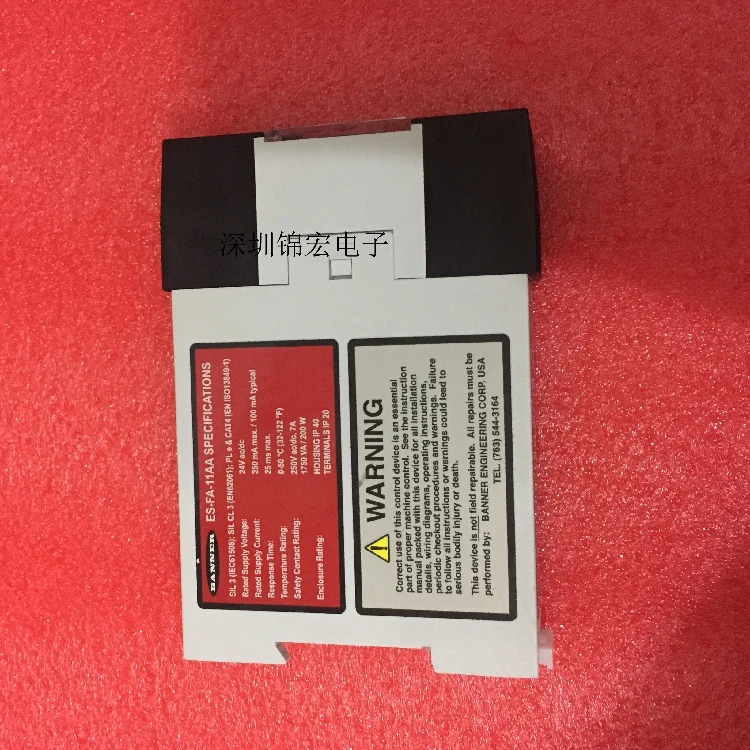 深圳锦宏电子
BANNER ES-FA-11AA SPECIFICATIONS
SIL 3 (IEC61508); SIL CL 3 (EN62061); PL e & CAT4 (EN ISO13849-1)
Rated Supply Voltage: 24V ac/dc
Rated Supply Current: 250 mA max. / 100 mA typical
Response Time: 25 ms max.
Temperature Rating: 0-50 °C (32-122 °F)
Safety Contact Rating: 250V ac/dc, 7A
1750 VA / 200 W
Enclosure Rating: HOUSING IP 40
TERMINALS IP 20
WARNING
Correct use of this control device is an essential
part of proper machine control. See the instruction
manual packed with this device for all installation
details, wiring diagrams, operating instructions,
periodic checkout procedures and warnings. Failure
to follow all instructions or warnings could lead to
serious bodily injury or death.
This device is not field repairable. All repairs must be
performed by: BANNER ENGINEERING CORP. USA
TEL. (763) 544-3164